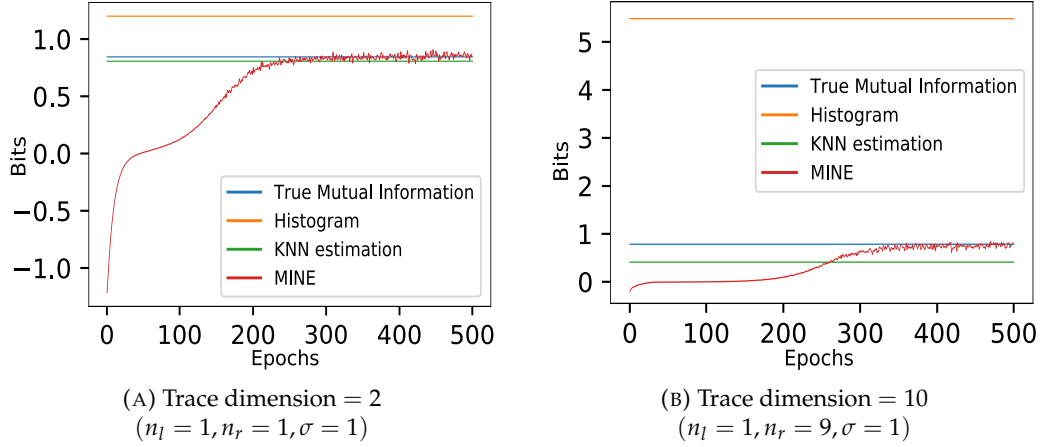 1.0
0.5
0.0
−0.5
−1.0
Bits
True Mutual Information
Histogram
KNN estimation
MINE
0 100 200 300 400 500
Epochs
(A) Trace dimension = 2
(n_l = 1, n_r = 1, σ = 1)
5
4
3
2
1
0
Bits
True Mutual Information
Histogram
KNN estimation
MINE
0 100 200 300 400 500
Epochs
(B) Trace dimension = 10
(n_l = 1, n_r = 9, σ = 1)